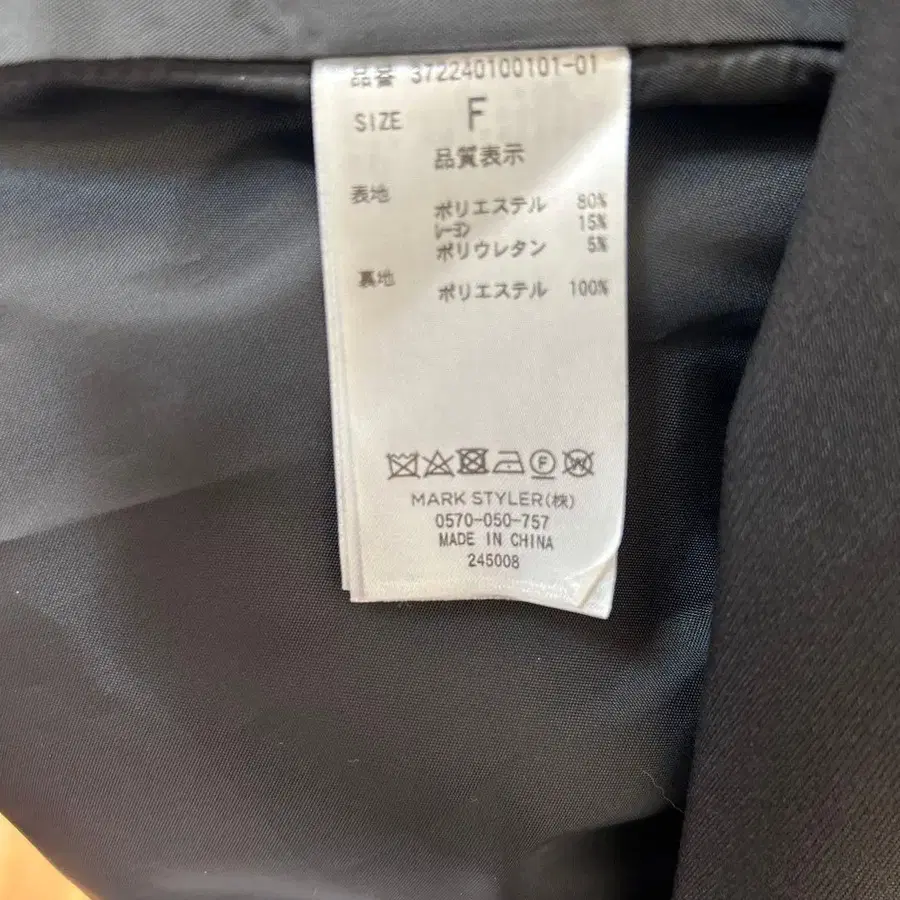 品番 372240100101-01
SIZE F
品質表示
表地 ポリエステル 80%
レーヨン 15%
ポリウレタン 5%
裏地 ポリエステル 100%
F W
MARK STYLER(株)
0570-050-757
MADE IN CHINA
245008